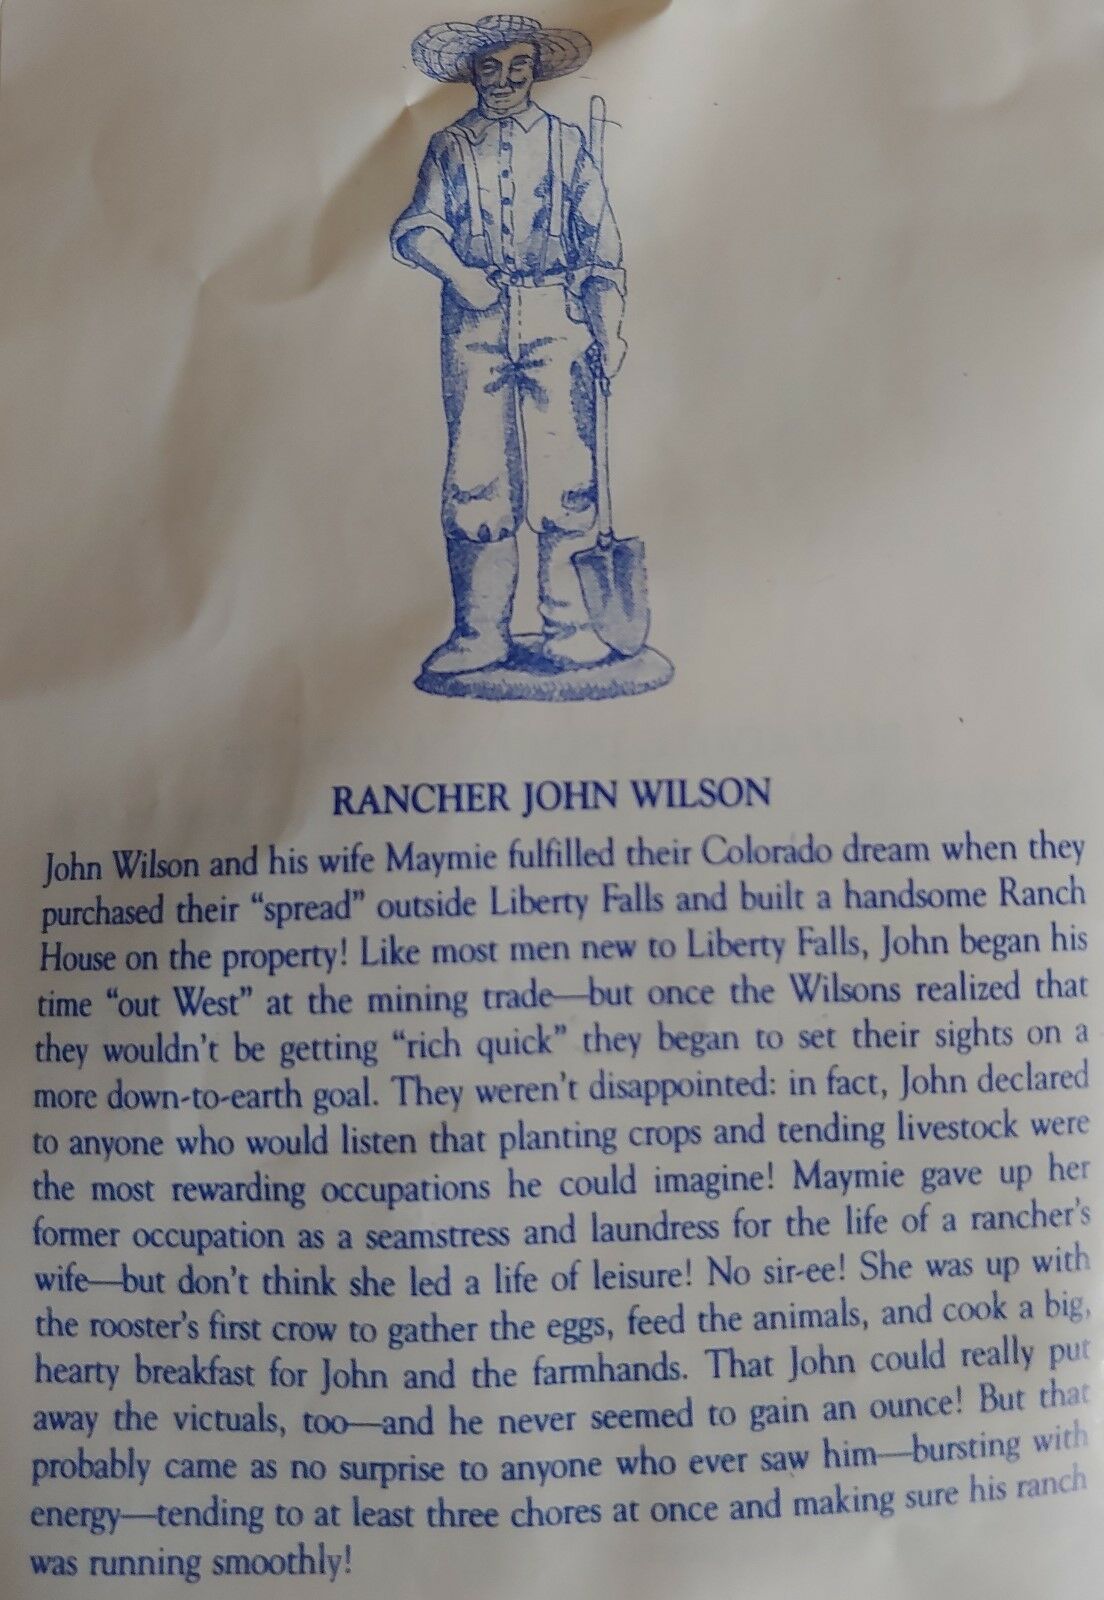 RANCHER JOHN WILSON
John Wilson and his wife Maymie fulfilled their Colorado dream when they
purchased their “spread” outside Liberty Falls and built a handsome Ranch
House on the property! Like most men new to Liberty Falls, John began his
time “out West” at the mining trade—but once the Wilsons realized that
they wouldn't be getting “rich quick” they began to set their sights on a
more down-to-earth goal. They weren't disappointed: in fact, John declared
to anyone who would listen that planting crops and tending livestock were
the most rewarding occupations he could imagine! Maymie gave up her
former occupation as a seamstress and laundress for the life of a rancher's
wife—but don't think she led a life of leisure! No sir-ee! She was up with
the rooster's first crow to gather the eggs, feed the animals, and cook a big,
hearty breakfast for John and the farmhands. That John could really put
away the victuals, too—and he never seemed to gain an ounce! But that
probably came as no surprise to anyone who ever saw him—bursting with
energy—tending to at least three chores at once and making sure his ranch
was running smoothly!